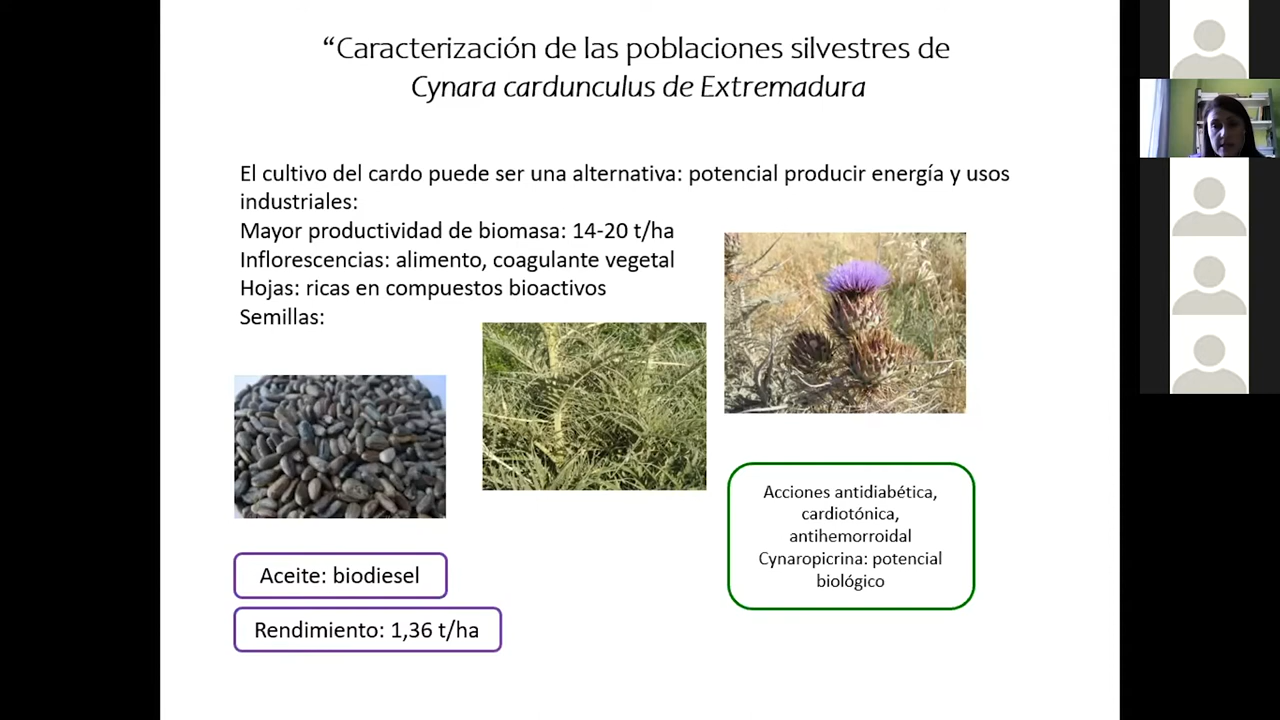 “Caracterización de las poblaciones silvestres de
Cynara cardunculus de Extremadura
El cultivo del cardo puede ser una alternativa: potencial producir energía y usos
industriales:
Mayor productividad de biomasa: 14-20 t/ha
Inflorescencias: alimento, coagulante vegetal
Hojas: ricas en compuestos bioactivos
Semillas:
Aceite: biodiesel
Rendimiento: 1,36 t/ha
Acciones antidiabética,
cardiotónica,
antihemorroidal
Cynaropicrina: potencial
biológico